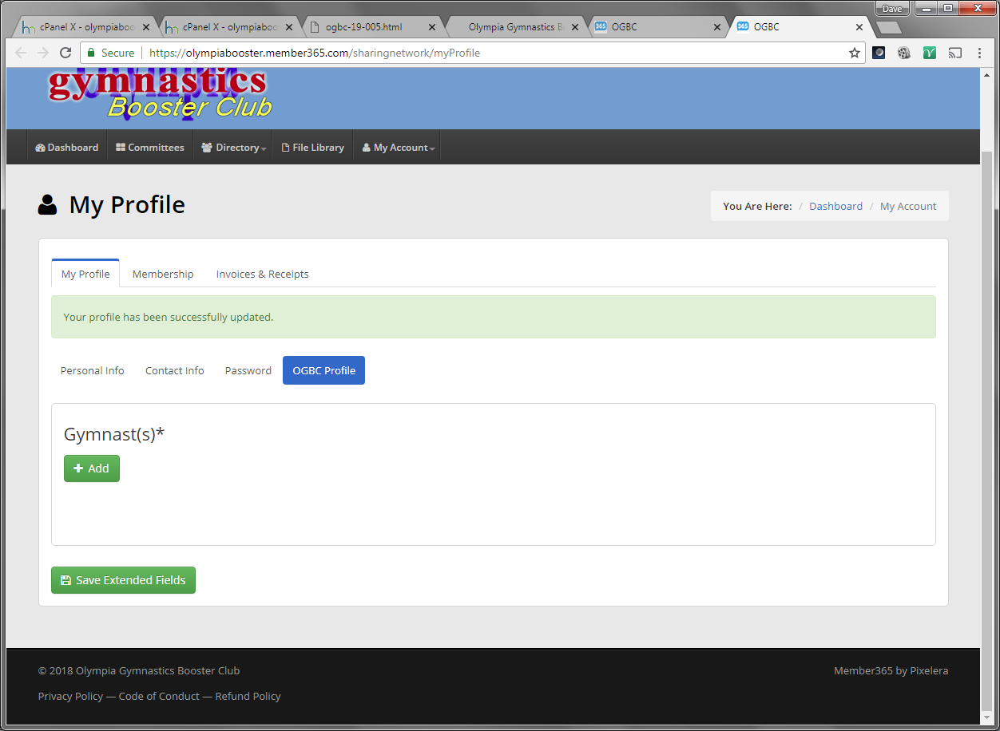 Dave
cPanel X - olympiaboo
cPanel X - olympiaboo
ogbc-19-005.html
Olympia Gymnastics B
365 OGBC
365 OGBC
Secure https://olympiabooster.member365.com/sharingnetwork/myProfile
gymnastics
Booster Club
Dashboard Committees Directory File Library My Account
My Profile
You Are Here: / Dashboard / My Account
My Profile Membership Invoices & Receipts
Your profile has been successfully updated.
Personal Info Contact Info Password OGBC Profile
Gymnast(s)*
Add
Save Extended Fields
© 2018 Olympia Gymnastics Booster Club Member365 by Pixelera
Privacy Policy — Code of Conduct — Refund Policy